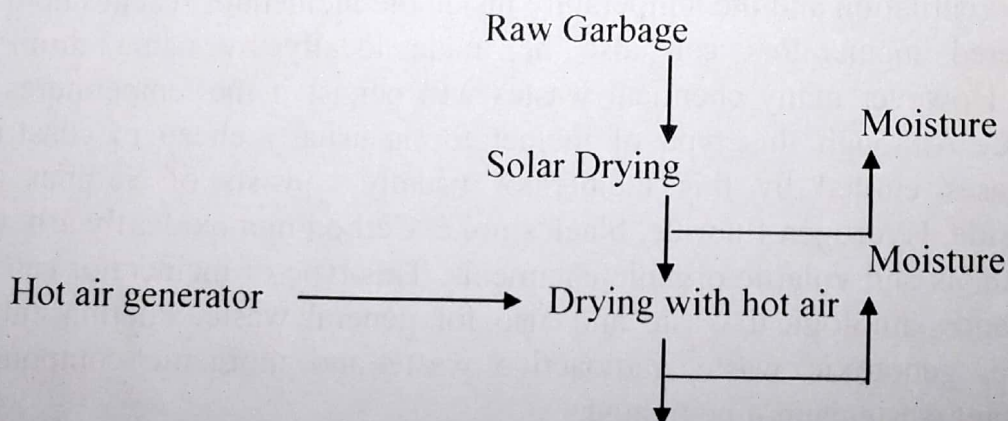 Raw Garbage
Moisture
Solar Drying
Moisture
Hot air generator
Drying with hot air